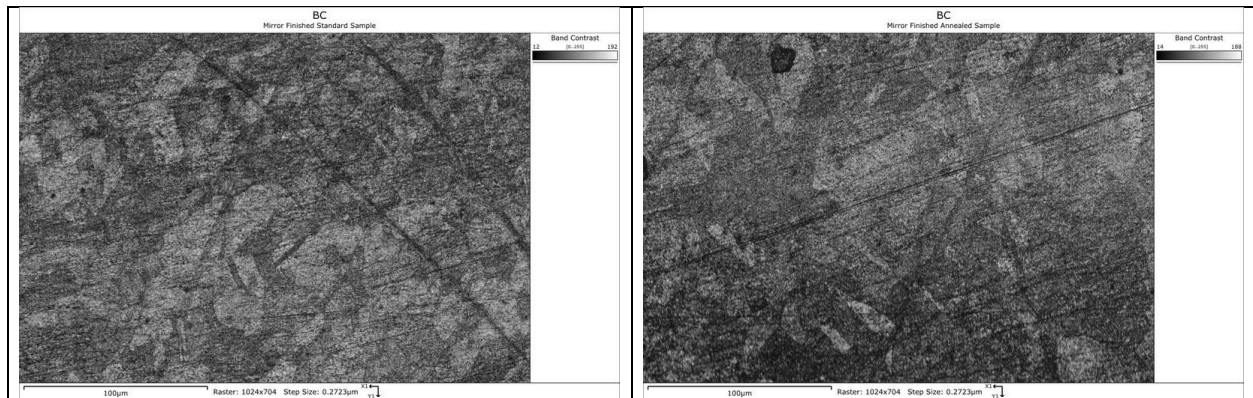 BC
Mirror Finished Standard Sample
Band Contrast
12 [0..255] 192
100µm Raster: 1024x704 Step Size: 0.2723µm X1
Y1
BC
Mirror Finished Annealed Sample
Band Contrast
14 [0..255] 188
100µm Raster: 1024x704 Step Size: 0.2723µm X1
Y1